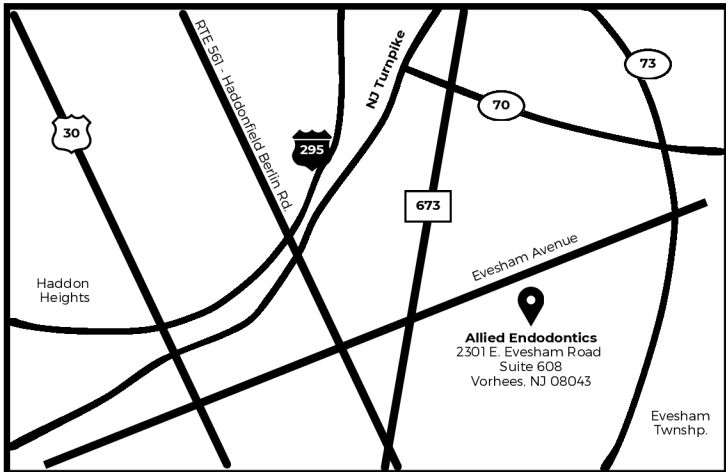 73
NJ Turnpike
RTE 561 - Haddonfield Berlin Rd.
70
30
295
673
Evesham Avenue
Haddon
Heights
Allied Endodontics
2301 E. Evesham Road
Suite 608
Vorhees, NJ 08043
Evesham
Twnshp.